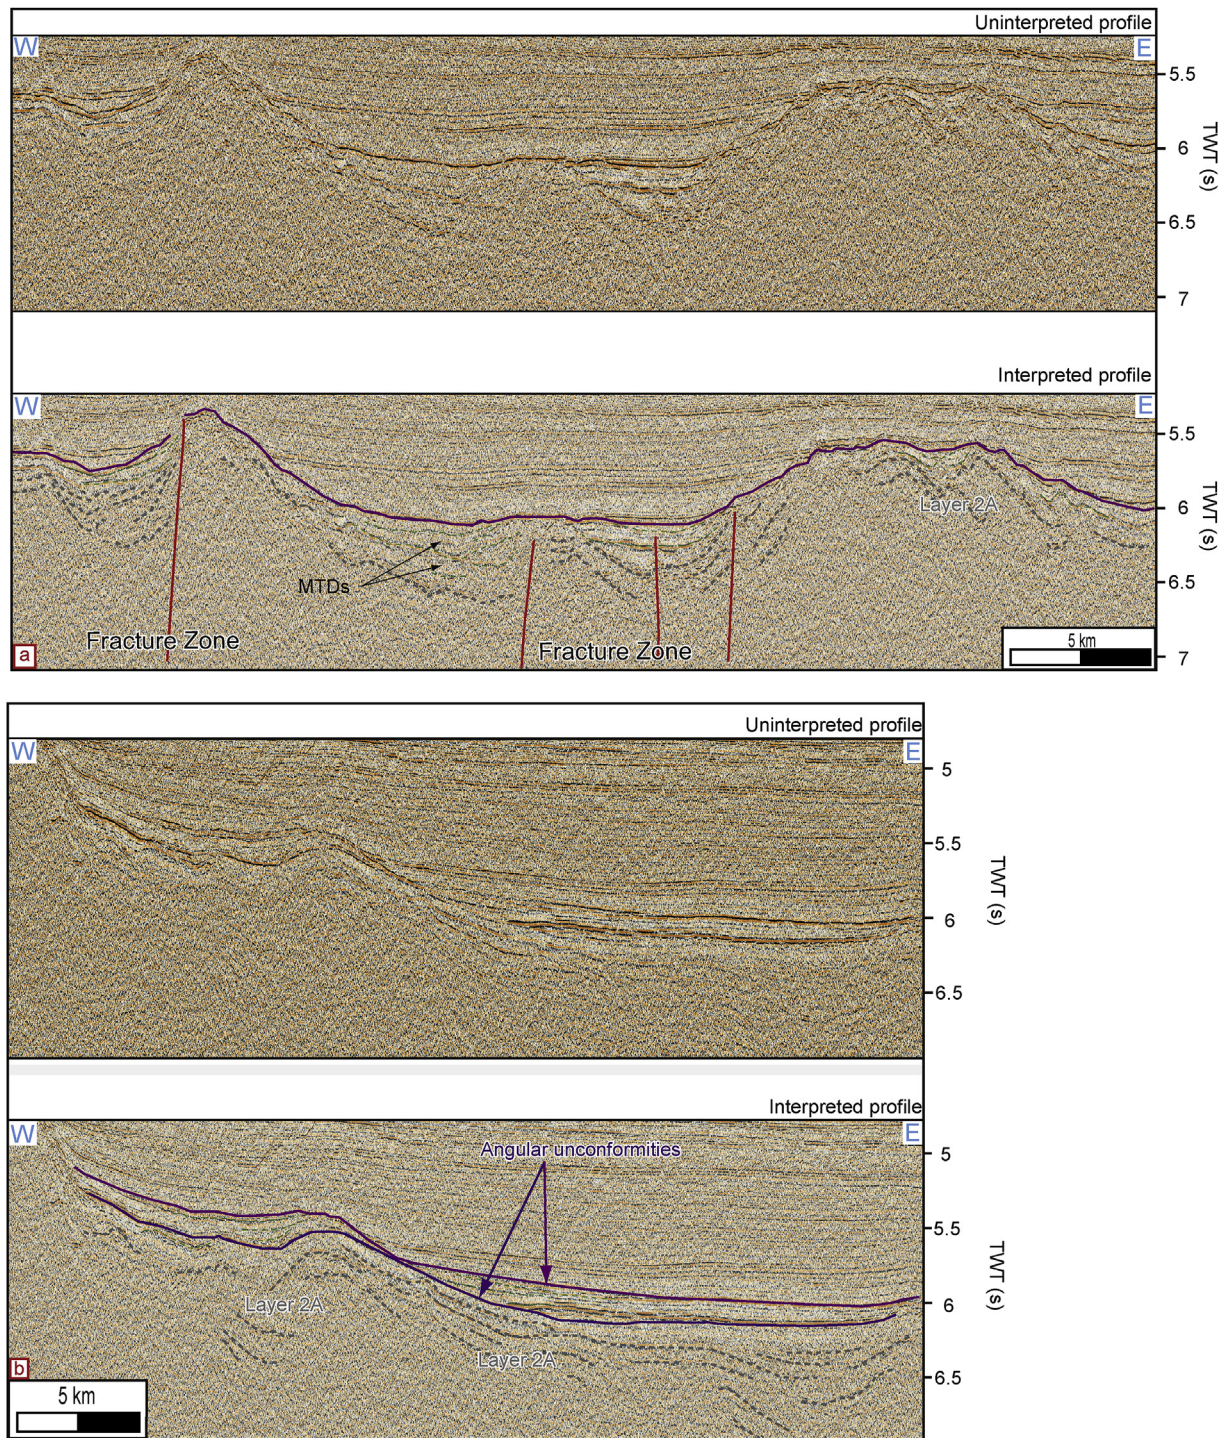 Uninterpreted profile
W
E
5.5
6
6.5
7
TWT (s)
Interpreted profile
W
E
5.5
6
6.5
7
TWT (s)
Layer 2A
MTDs
Fracture Zone
Fracture Zone
a
5 km
Uninterpreted profile
W
E
5
5.5
6
6.5
TWT (s)
Interpreted profile
W
E
Angular unconformities
5
5.5
6
6.5
TWT (s)
Layer 2A
Layer 2A
b
5 km